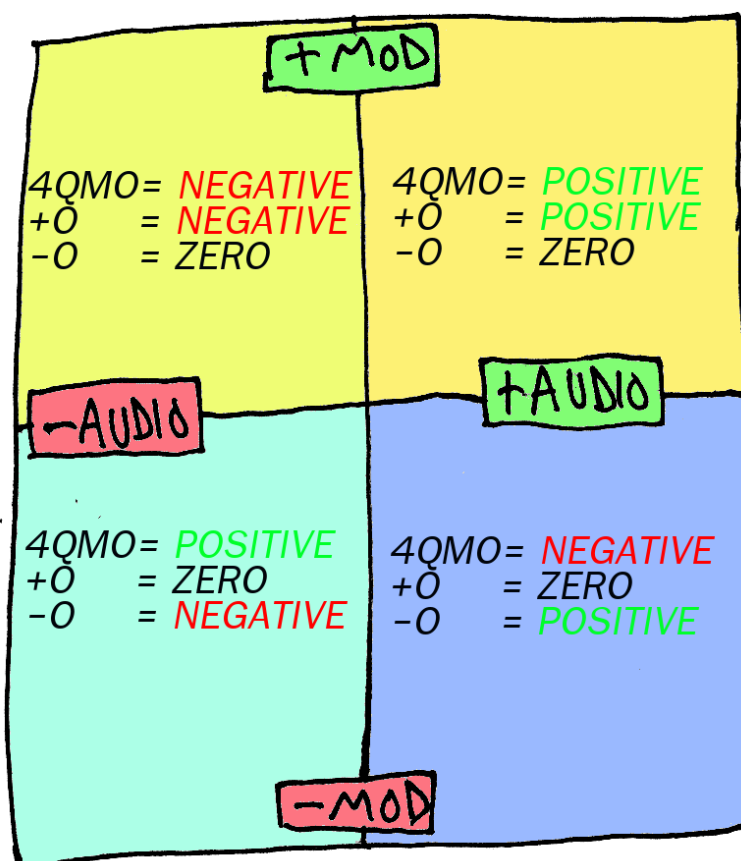 +MOD
4QMO= NEGATIVE
+O = NEGATIVE
-O = ZERO
4QMO= POSITIVE
+O = POSITIVE
-O = ZERO
-AUDIO
+AUDIO
4QMO= POSITIVE
+O = ZERO
-O = NEGATIVE
4QMO= NEGATIVE
+O = ZERO
-O = POSITIVE
-MOD